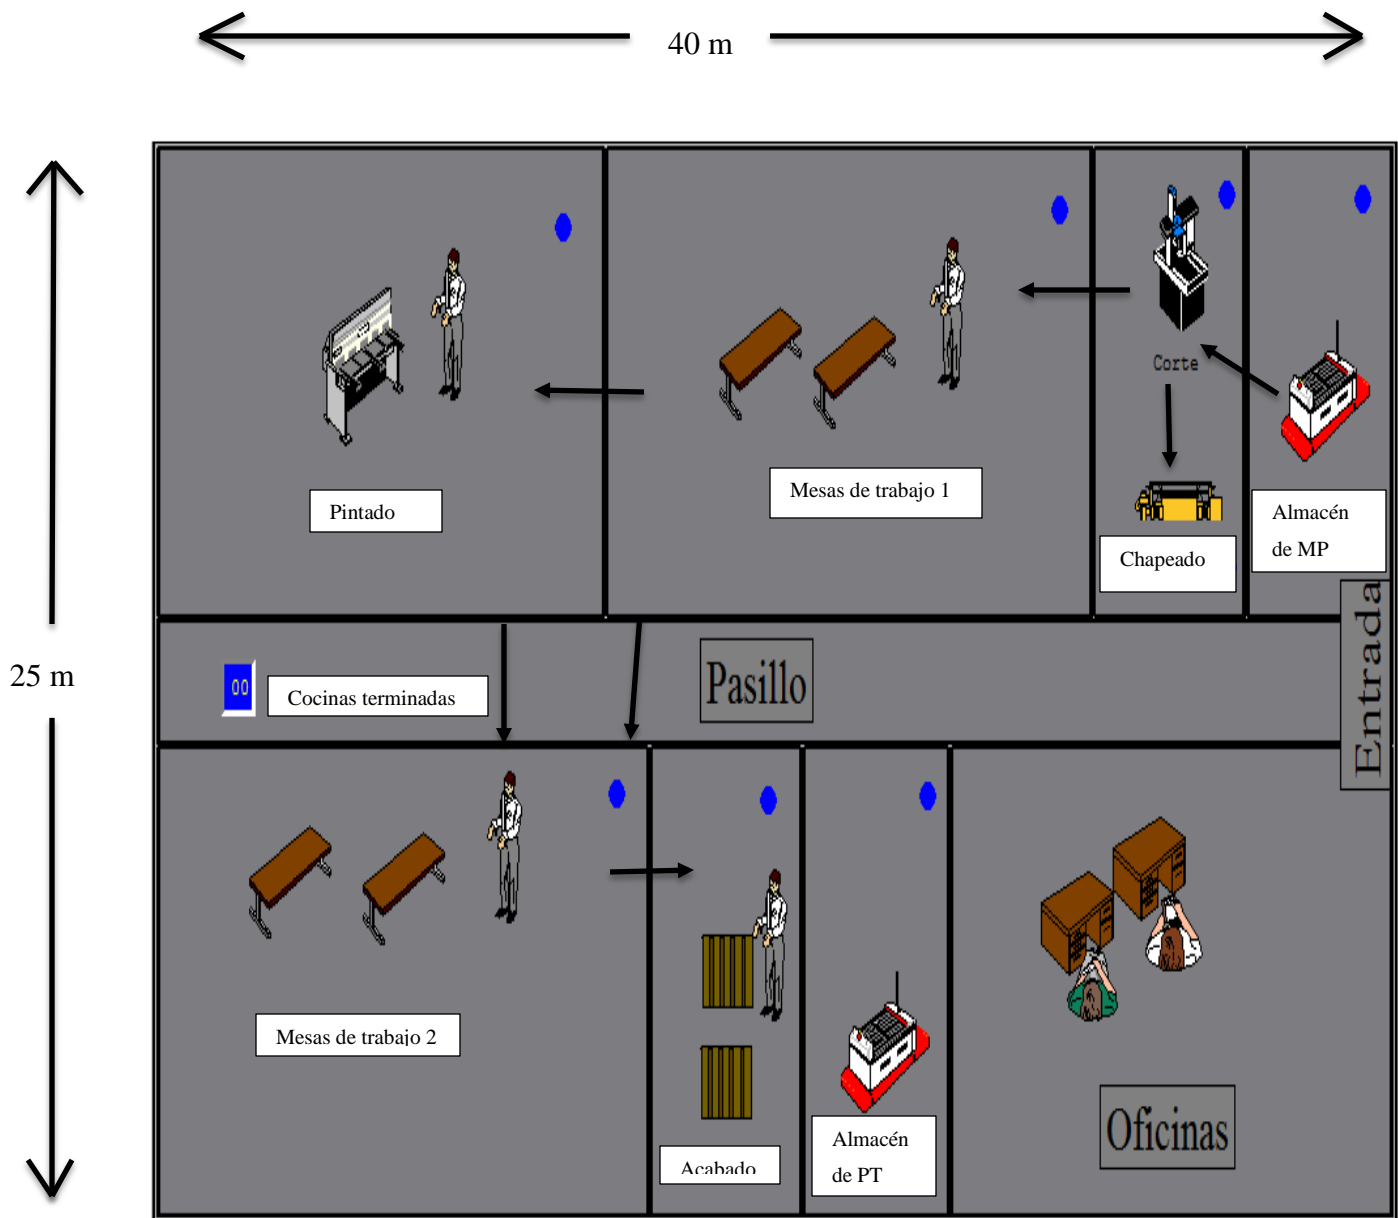 40 m
25 m
Corte
Pintado
Mesas de trabajo 1
Chapeado
Almacén
de MP
00
Cocinas terminadas
Pasillo
Entrada
Mesas de trabajo 2
Acabado
Almacén
de PT
Oficinas